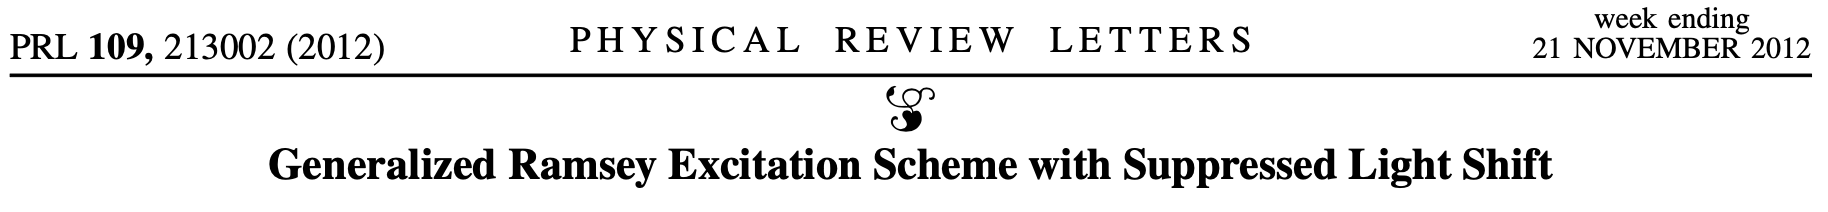 PRL 109, 213002 (2012)
PHYSICAL REVIEW LETTERS
week ending
21 NOVEMBER 2012
Generalized Ramsey Excitation Scheme with Suppressed Light Shift